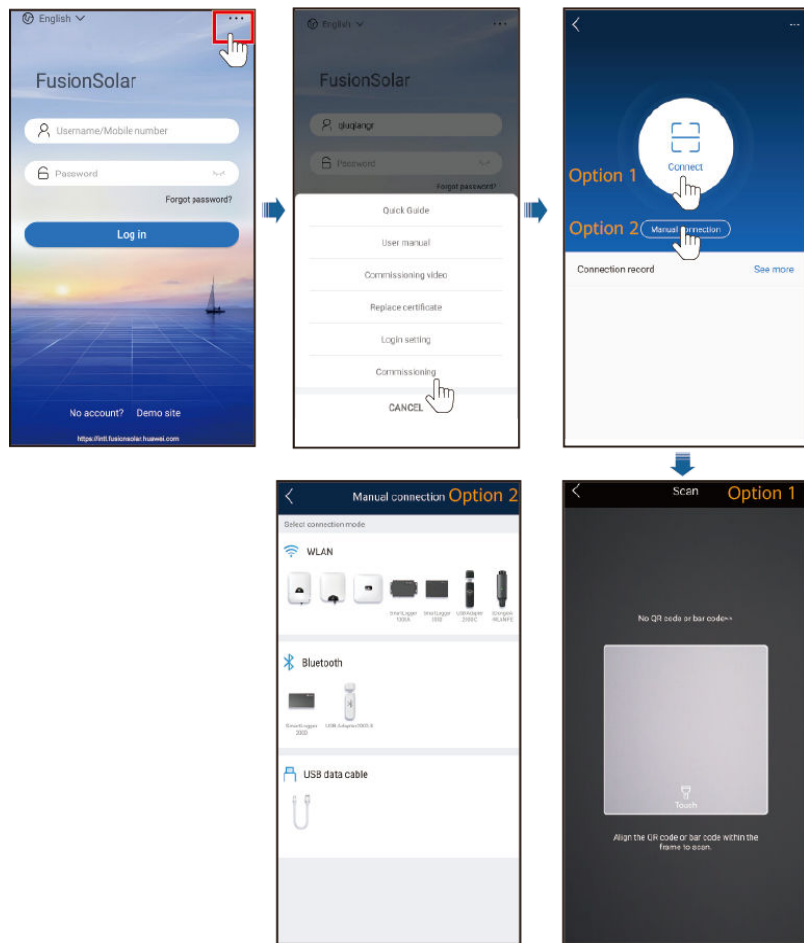 English
...
FusionSolar
Username/Mobile number
Password
Forgot password?
Log in
No account? Demo site
https://intl.fusionsolar.huawei.com
English
...
FusionSolar
Password
Forgot password?
Quick Guide
User manual
Commissioning video
Replace certificate
Login setting
Commissioning
CANCEL
...
Connect
Option 1
Option 2 Manual connection
Connection record See more
Manual connection Option 2
Select connection mode
WLAN
SmartLogger
SmartLogger
USB-Adapter
Bluetooth
SmartLogger
USB-Adapter
USB data cable
Scan Option 1
No QR code or bar code>>
Touch
Align the QR code or bar code within the
frame to scan.